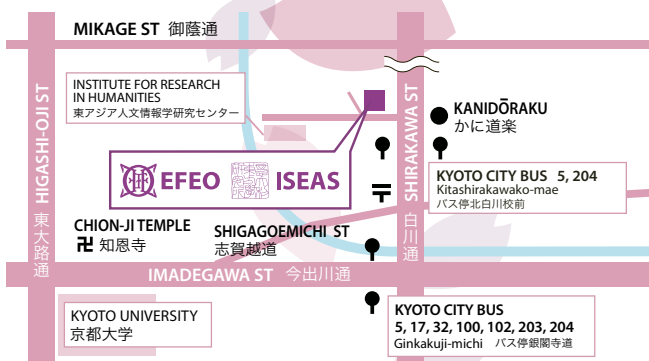 MIKAGE ST 御蔭通
HIGASHI-OJI ST
東大路通
INSTITUTE FOR RESEARCH
IN HUMANITIES
東アジア人文情報学研究センター
EFEO ISEAS
SHIRAKAWA ST
白川通
KANIDŌRAKU
かに道楽
KYOTO CITY BUS 5, 204
Kitashirakawako-mae
バス停北白川校前
〒
CHION-JI TEMPLE
卍 知恩寺
SHIGAGOEMICHI ST
志賀越道
IMADEGAWA ST 今出川通
KYOTO UNIVERSITY
京都大学
KYOTO CITY BUS
5, 17, 32, 100, 102, 203, 204
Ginkakuji-michi バス停銀閣寺道